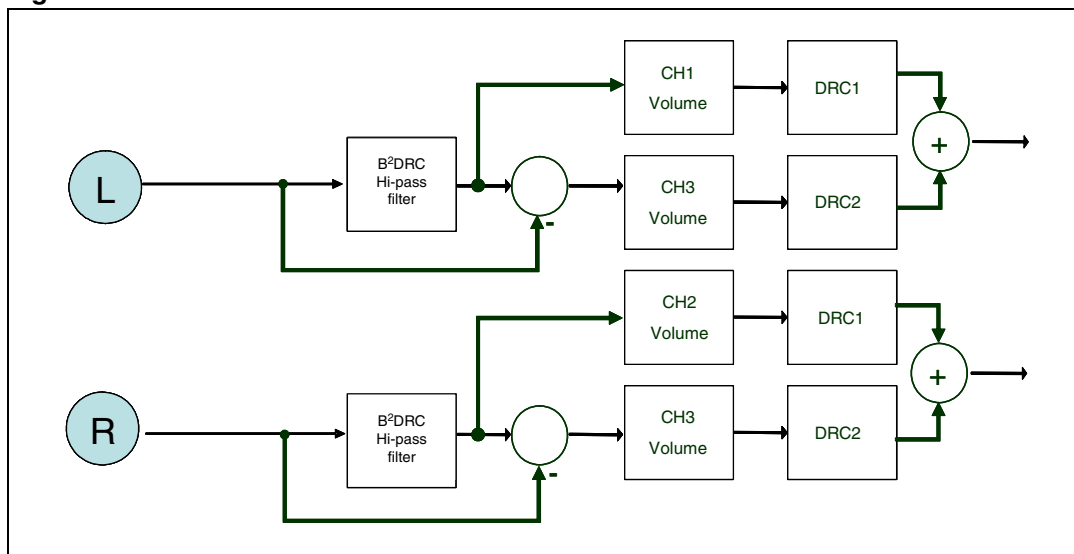 CH1
Volume
DRC1
B²DRC
Hi-pass
filter
L
+
-
CH3
Volume
DRC2
CH2
Volume
DRC1
B²DRC
Hi-pass
filter
R
+
-
CH3
Volume
DRC2